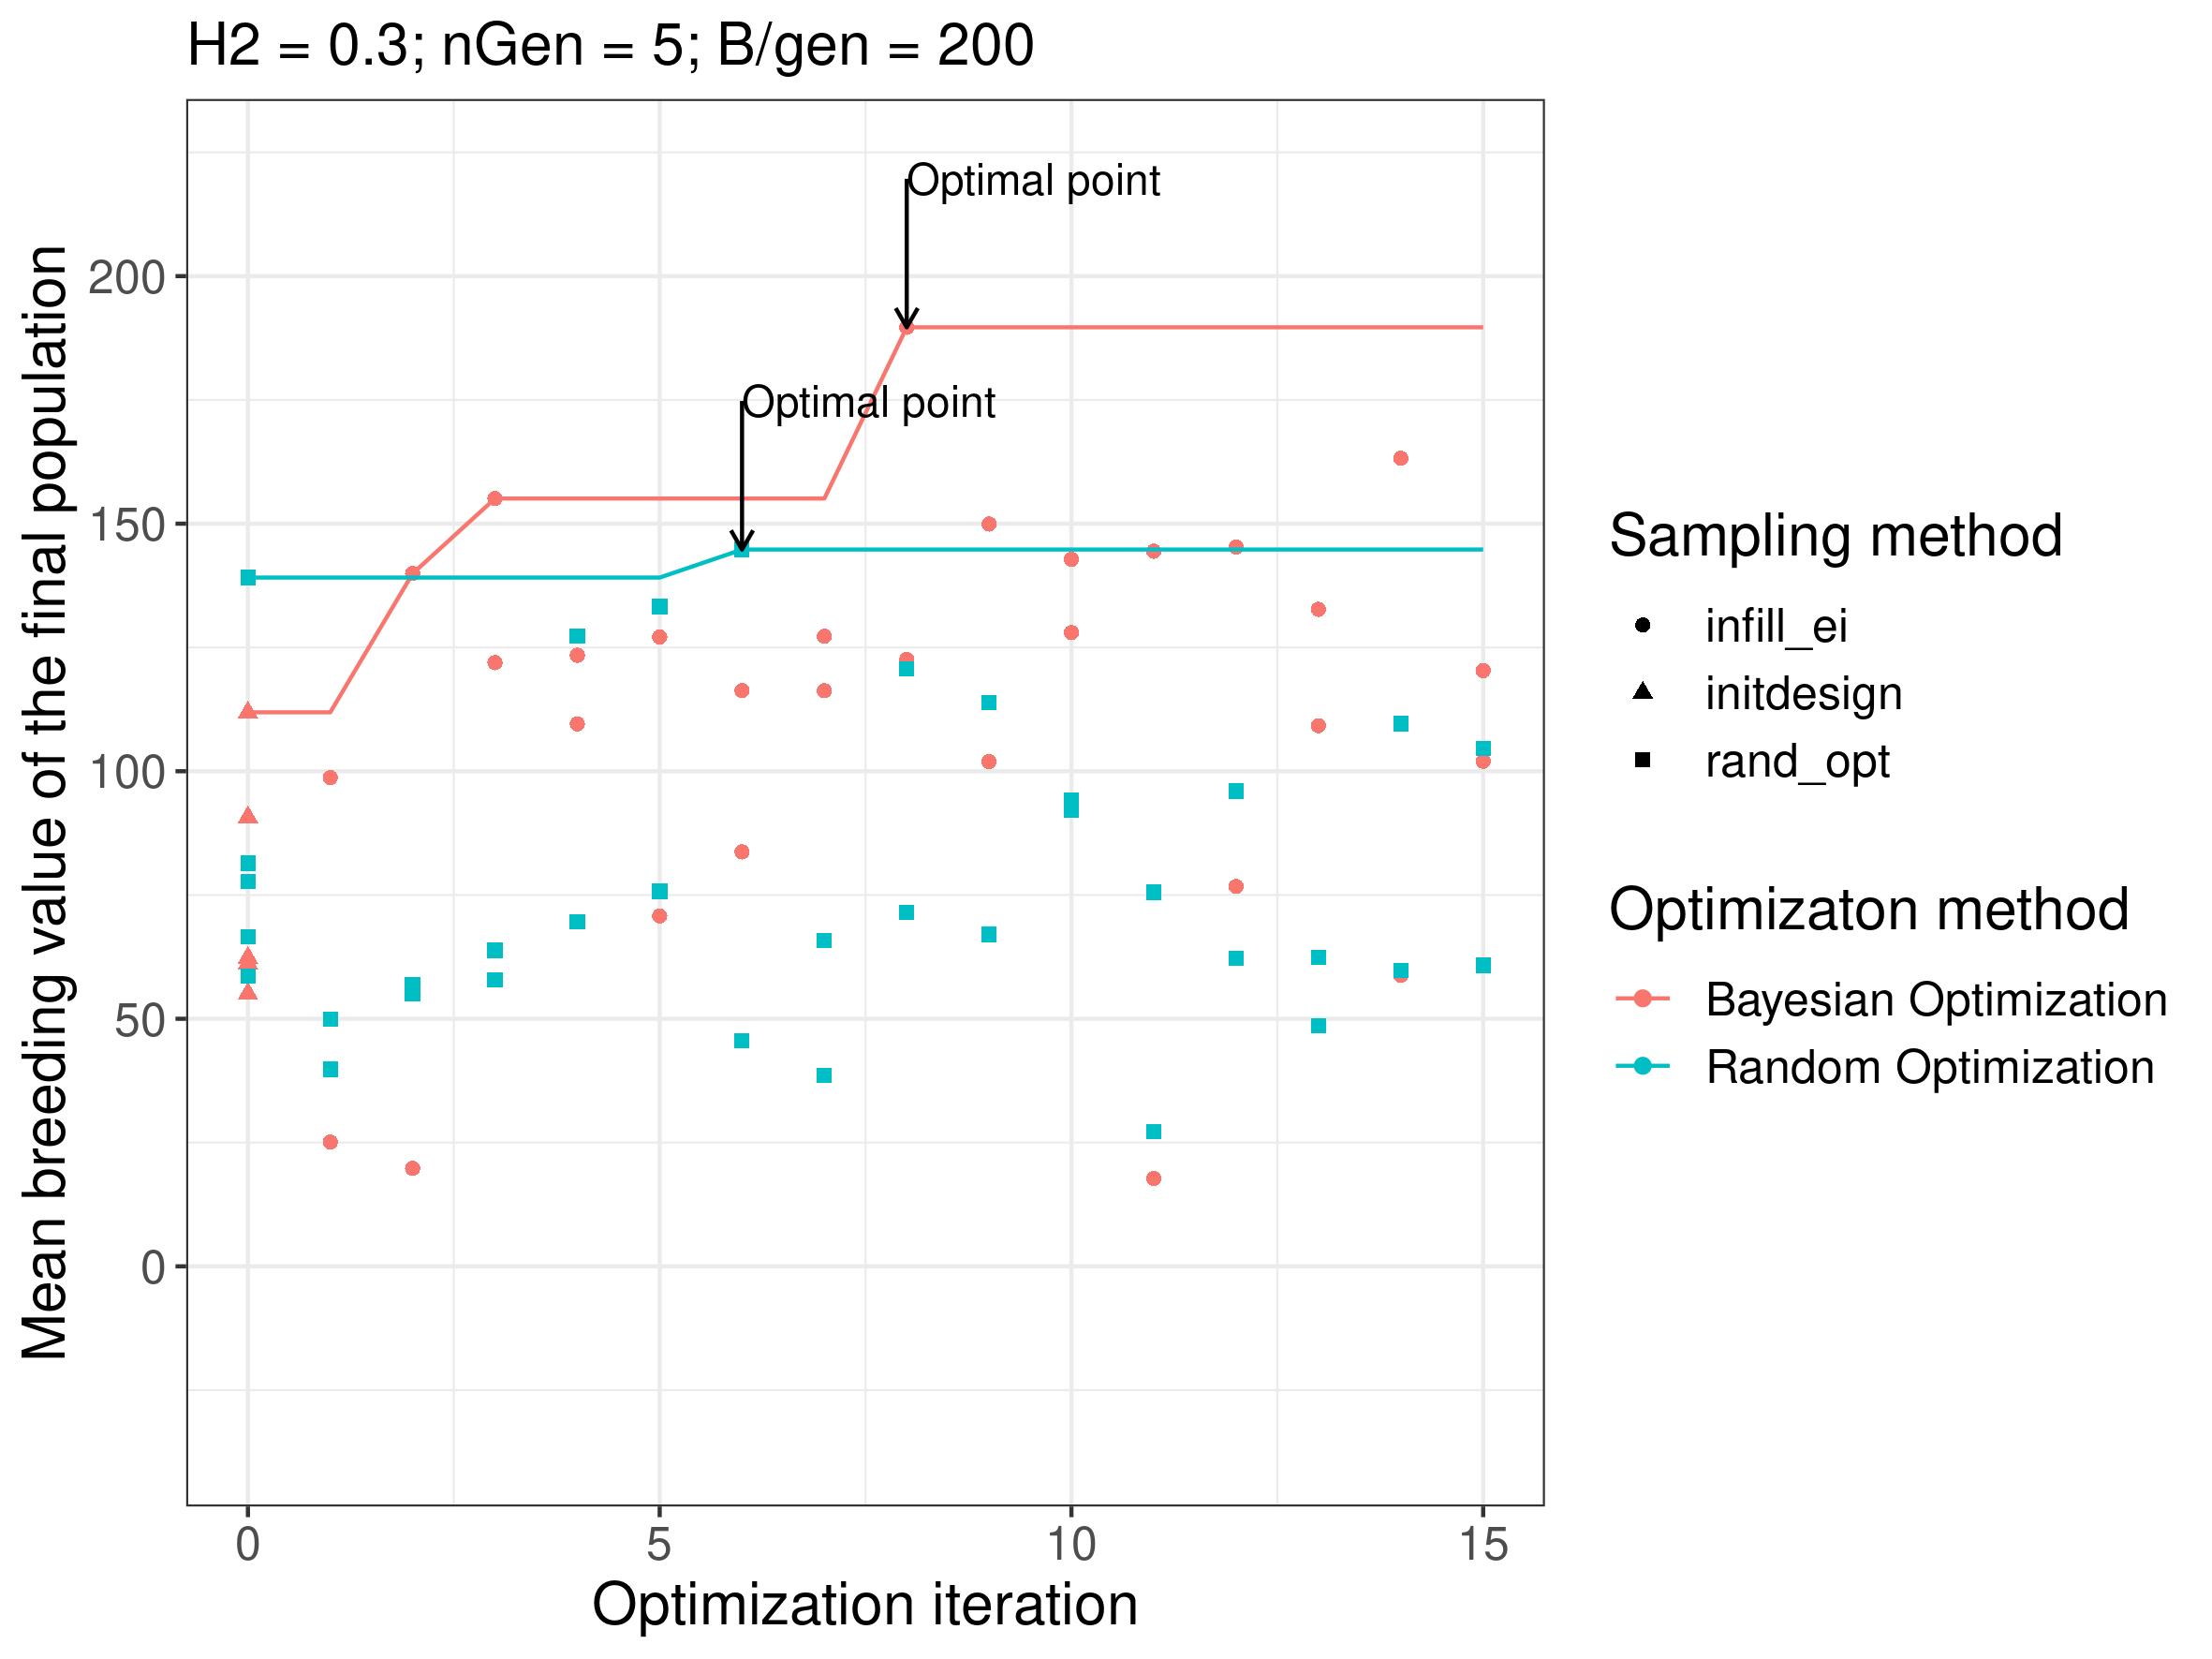 H2 = 0.3; nGen = 5; B/gen = 200
Mean breeding value of the final population
200
150
100
50
0
Optimal point
Optimal point
0 5 10 15
Optimization iteration
Sampling method
infill_ei
initdesign
rand_opt
Optimizaton method
Bayesian Optimization
Random Optimization